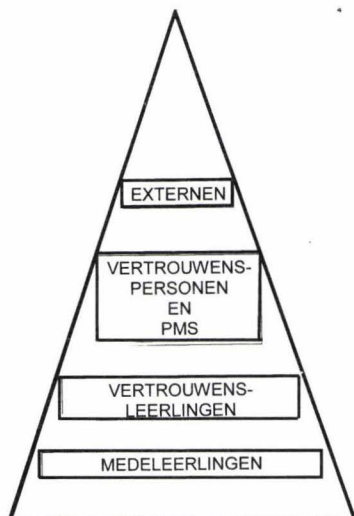 EXTERNEN
VERTROUWENS-
PERSONEN
EN
PMS
VERTROUWENS-
LEERLINGEN
MEDELEERLINGEN